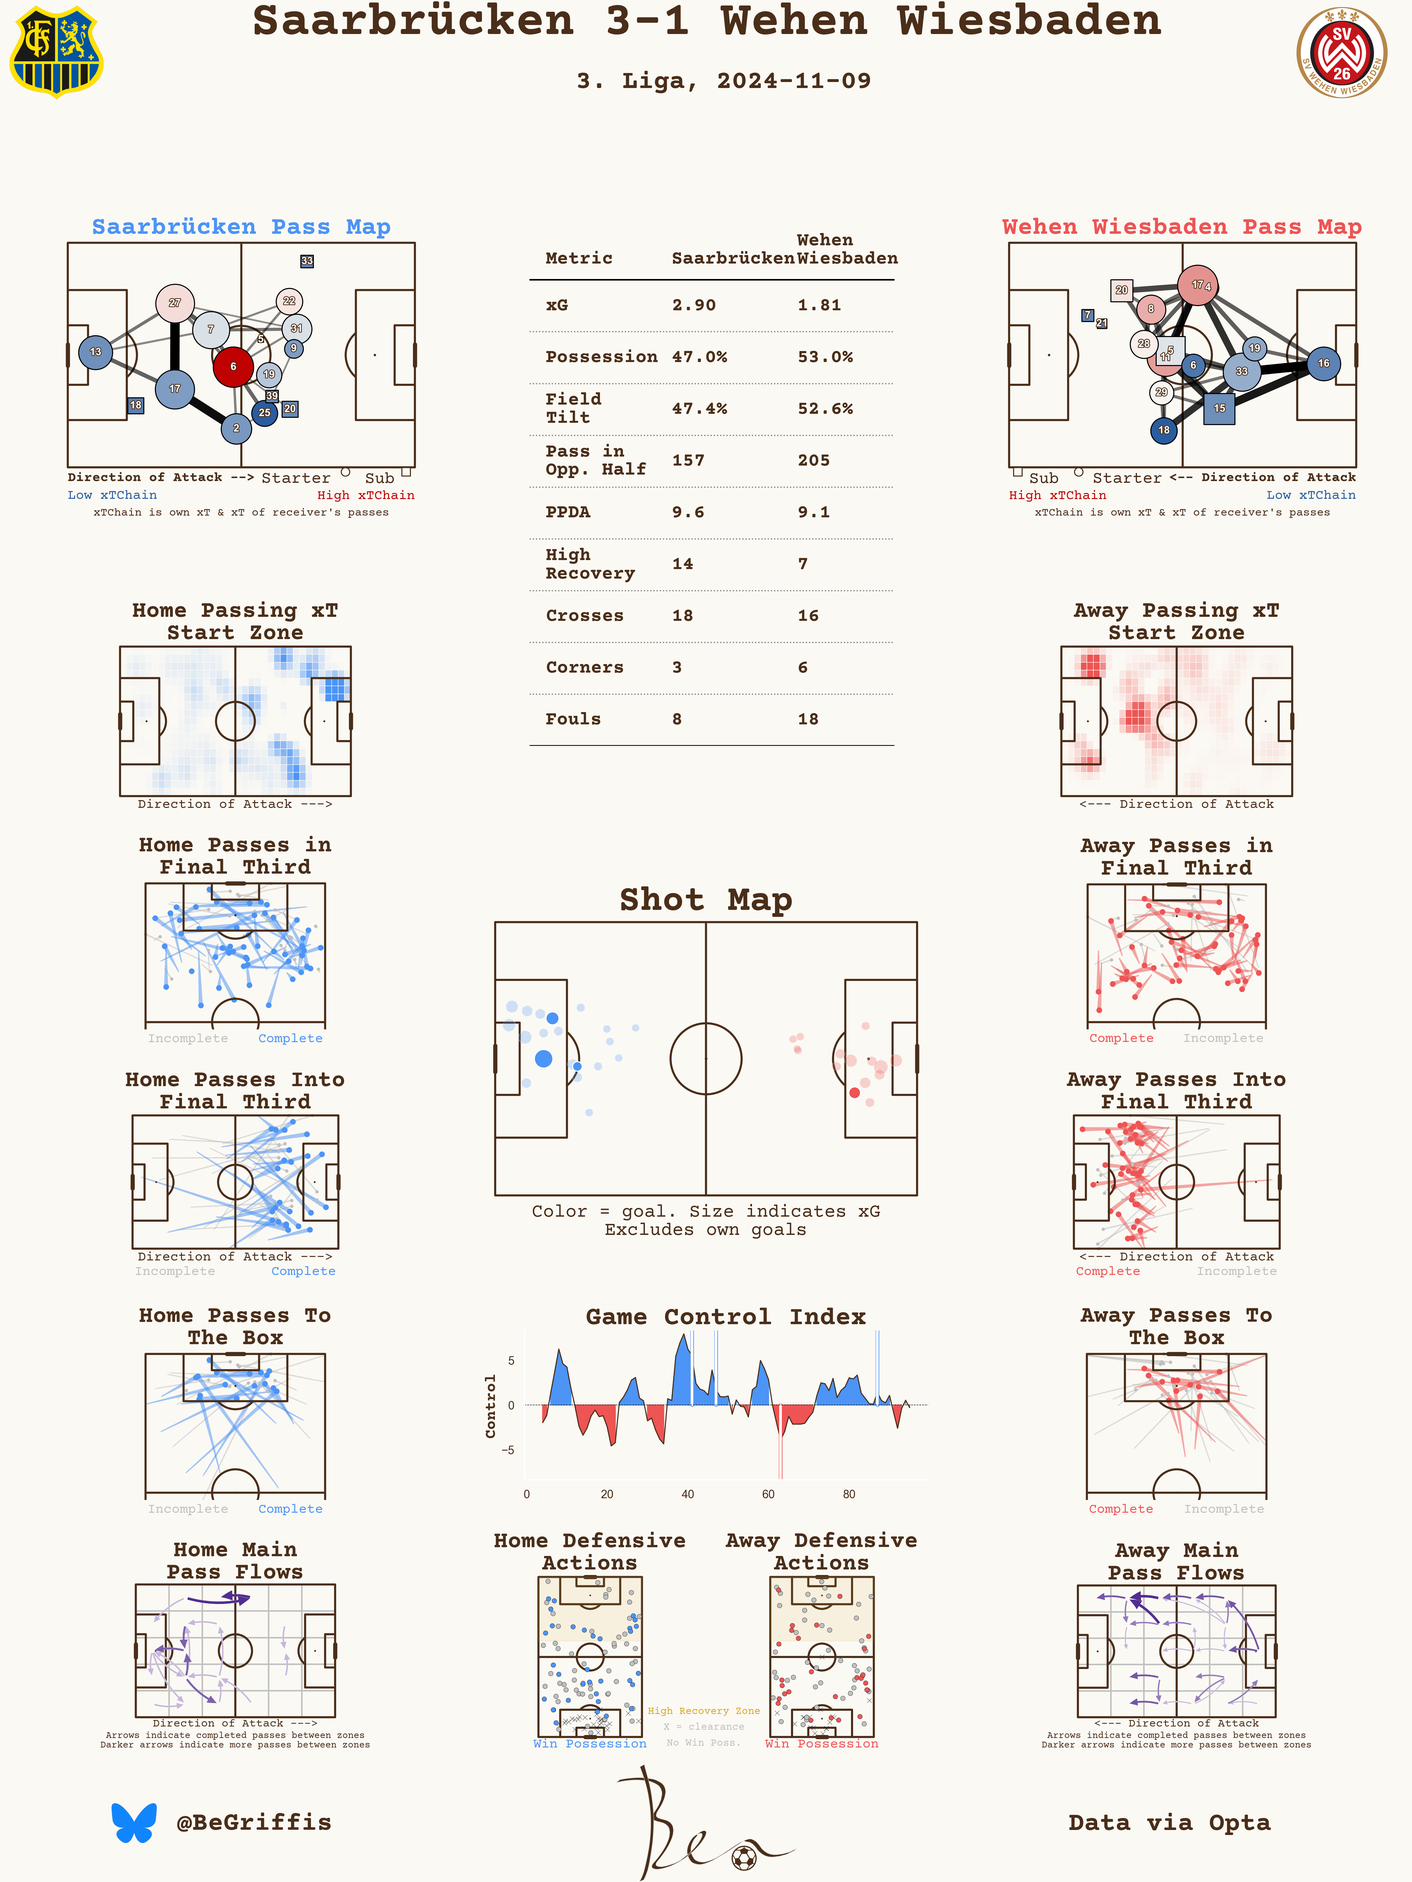 Saarbrücken 3-1 Wehen Wiesbaden
3. Liga, 2024-11-09
SV
26
SV WEHEN WIESBADEN
Saarbrücken Pass Map
33
27
22
7
31
5
9
13
6
19
17
39
18
25
20
2
Direction of Attack --> Starter Sub
Low xTChain High xTChain
xTChain is own xT & xT of receiver's passes
Metric Saarbrücken Wehen Wiesbaden
xG 2.90 1.81
Possession 47.0% 53.0%
Field Tilt 47.4% 52.6%
Pass in Opp. Half 157 205
PPDA 9.6 9.1
High Recovery 14 7
Crosses 18 16
Corners 3 6
Fouls 8 18
Wehen Wiesbaden Pass Map
20
17
4
8
7
21
28
5
11
19
6
33
16
29
15
18
Sub Starter <-- Direction of Attack
High xTChain Low xTChain
xTChain is own xT & xT of receiver's passes
Home Passing xT
Start Zone
Direction of Attack --->
Away Passing xT
Start Zone
<--- Direction of Attack
Home Passes in
Final Third
Incomplete Complete
Away Passes in
Final Third
Complete Incomplete
Shot Map
Color = goal. Size indicates xG
Excludes own goals
Home Passes Into
Final Third
Direction of Attack --->
Incomplete Complete
Away Passes Into
Final Third
<--- Direction of Attack
Complete Incomplete
Home Passes To
The Box
Incomplete Complete
Game Control Index
Control
5
0
−5
0 20 40 60 80
Away Passes To
The Box
Complete Incomplete
Home Main
Pass Flows
Direction of Attack --->
Arrows indicate completed passes between zones
Darker arrows indicate more passes between zones
Home Defensive
Actions
Win Possession
Away Defensive
Actions
Win Possession
High Recovery Zone
X = clearance
No Win Poss.
Away Main
Pass Flows
<--- Direction of Attack
Arrows indicate completed passes between zones
Darker arrows indicate more passes between zones
@BeGriffis
Ben
Data via Opta